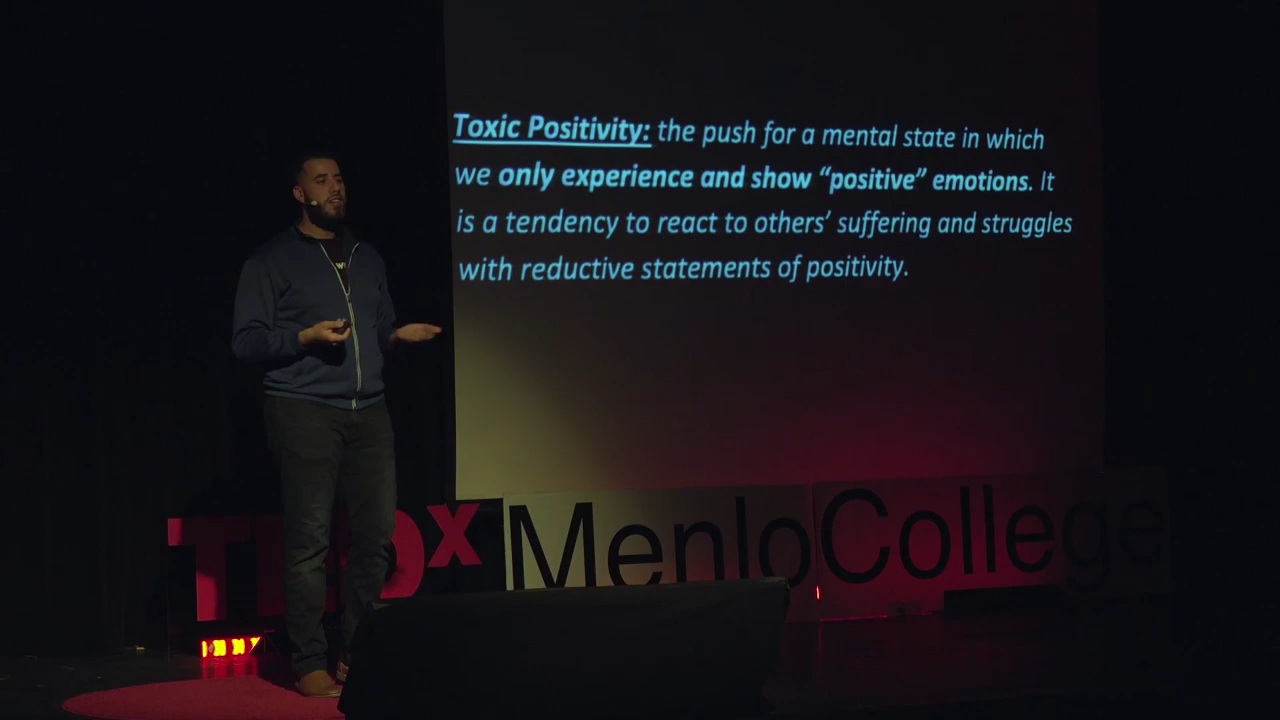 Toxic Positivity: the push for a mental state in which
we only experience and show “positive” emotions. It
is a tendency to react to others’ suffering and struggles
with reductive statements of positivity.
TEDx MenloCollege